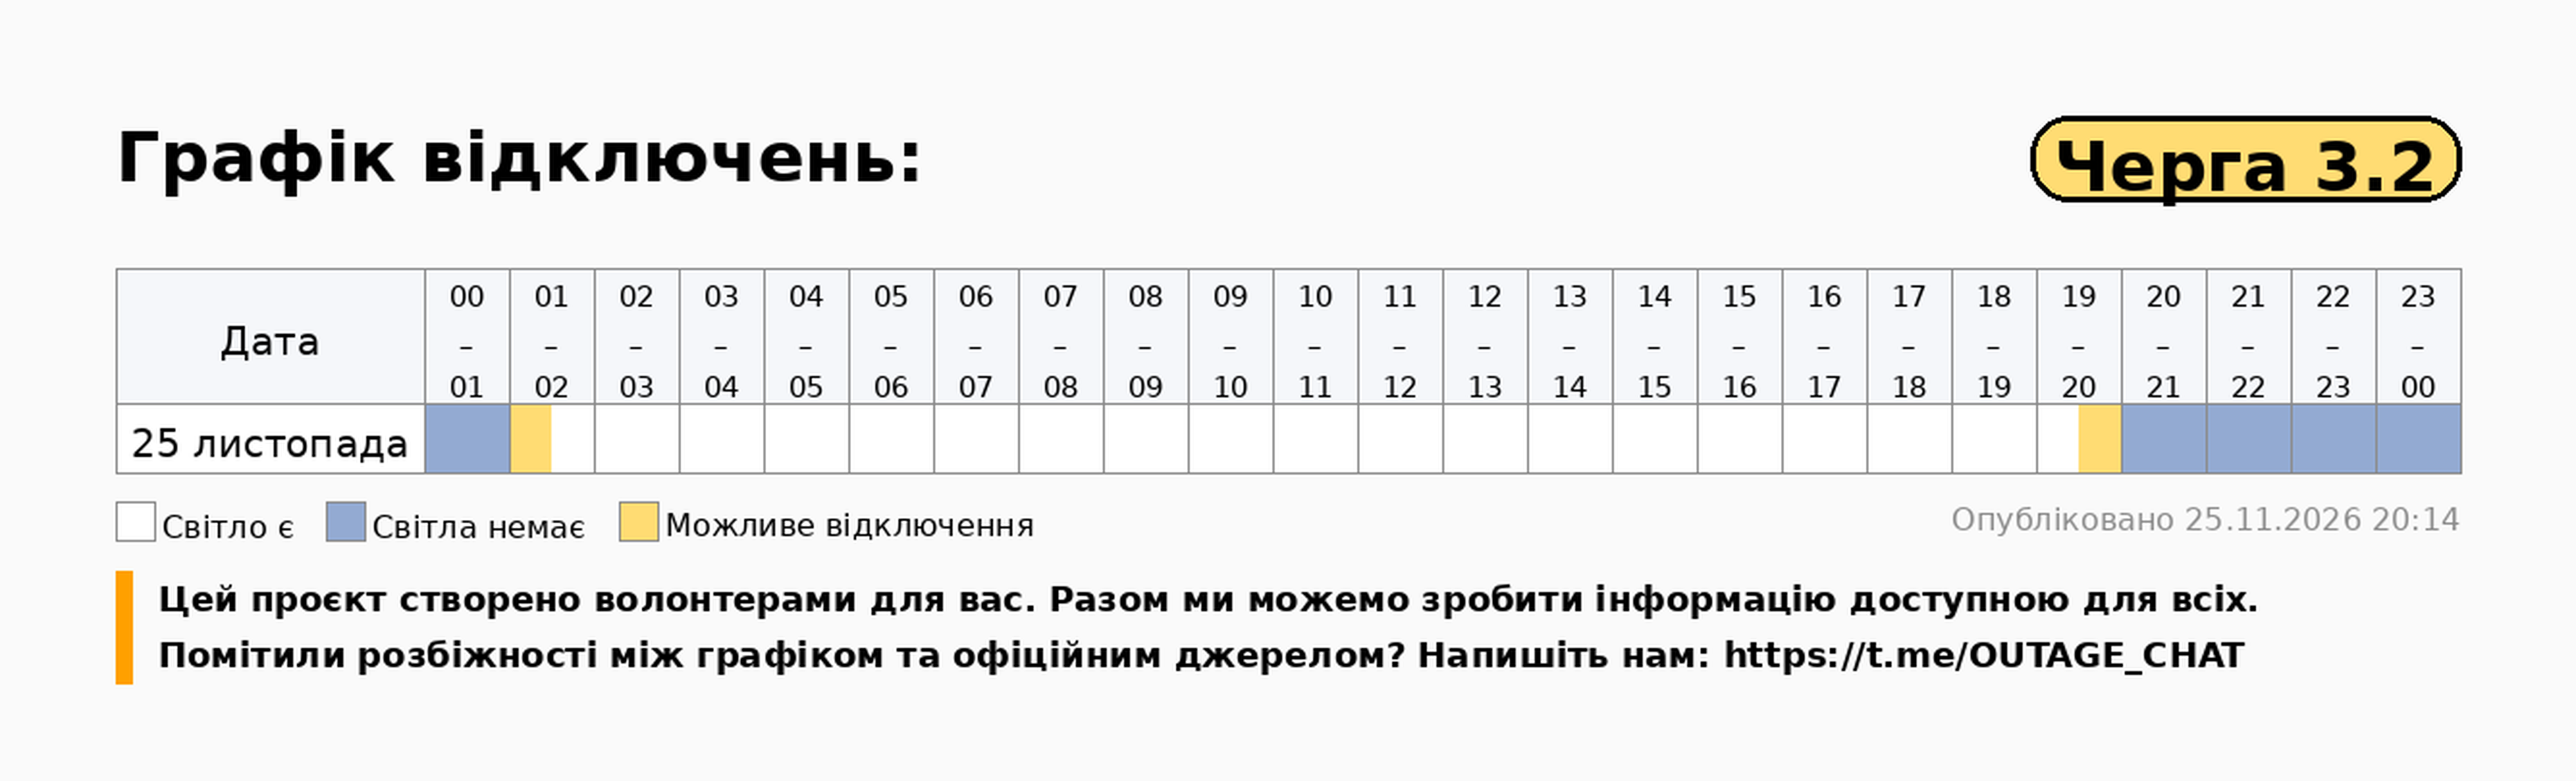 Графік відключень:
Черга 3.2
Дата
00 – 01
01 – 02
02 – 03
03 – 04
04 – 05
05 – 06
06 – 07
07 – 08
08 – 09
09 – 10
10 – 11
11 – 12
12 – 13
13 – 14
14 – 15
15 – 16
16 – 17
17 – 18
18 – 19
19 – 20
20 – 21
21 – 22
22 – 23
23 – 00
25 листопада
Світло є
Світла немає
Можливе відключення
Опубліковано 25.11.2026 20:14
Цей проєкт створено волонтерами для вас. Разом ми можемо зробити інформацію доступною для всіх.
Помітили розбіжності між графіком та офіційним джерелом? Напишіть нам: https://t.me/OUTAGE_CHAT